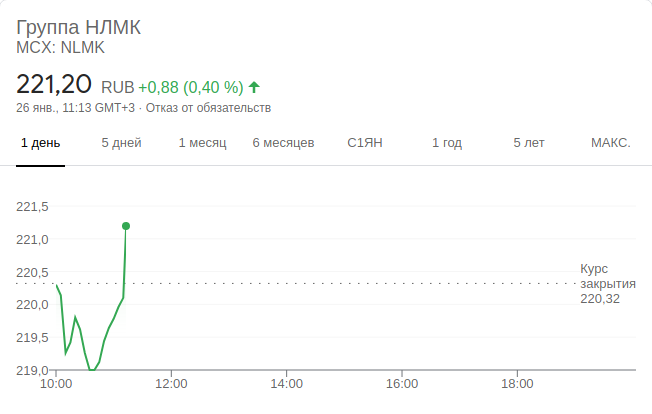 Группа НЛМК
MCX: NLMK
221,20 RUB +0,88 (0,40 %)
26 янв., 11:13 GMT+3 · Отказ от обязательств
1 день 5 дней 1 месяц 6 месяцев С1ЯН 1 год 5 лет МАКС.
221,5
221,0
220,5
220,0
219,5
219,0
Курс
закрытия
220,32
10:00 12:00 14:00 16:00 18:00